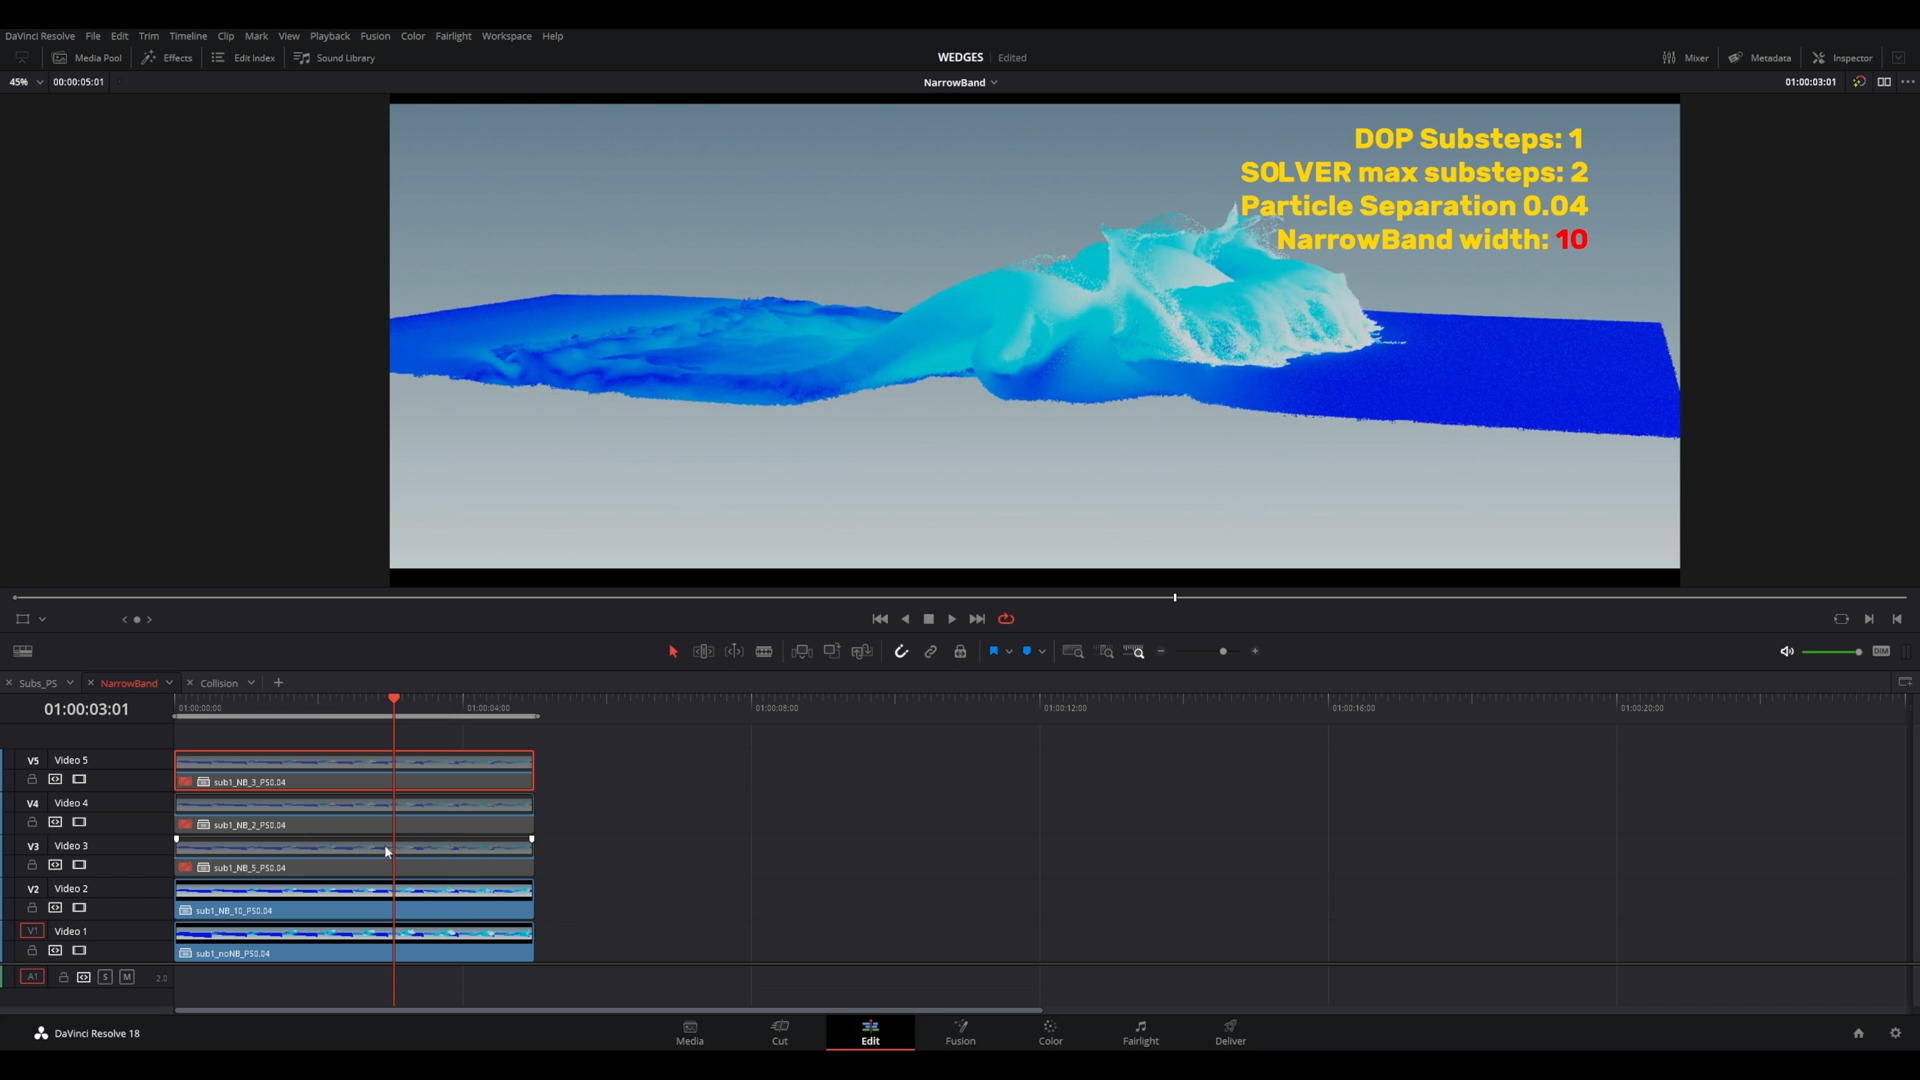 DaVinci Resolve File Edit Trim Timeline Clip Mark View Playback Fusion Color Fairlight Workspace Help
Media Pool Effects Edit Index Sound Library WEDGES Edited Mixer Metadata Inspector
45% 00:00:05:01 NarrowBand 01:00:03:01
DOP Substeps: 1
SOLVER max substeps: 2
Particle Separation 0.04
NarrowBand width: 10
DIM
Subs_PS NarrowBand Collision
01:00:03:01 01:00:00:00 01:00:04:00 01:00:08:00 01:00:12:00 01:00:16:00 01:00:20:00
V5 Video 5
sub1_NB_3_PS0.04
V4 Video 4
sub1_NB_2_PS0.04
V3 Video 3
sub1_NB_5_PS0.04
V2 Video 2
sub1_NB_10_PS0.04
V1 Video 1
sub1_noNB_PS0.04
A1 S M 2.0
DaVinci Resolve 18 Media Cut Edit Fusion Color Fairlight Deliver